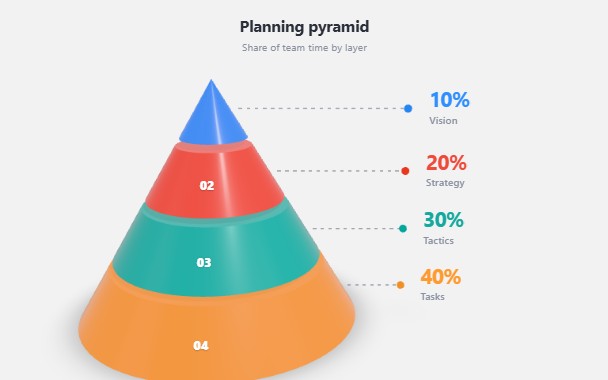 Planning pyramid
Share of team time by layer
10%
Vision
02
20%
Strategy
03
30%
Tactics
40%
Tasks
04